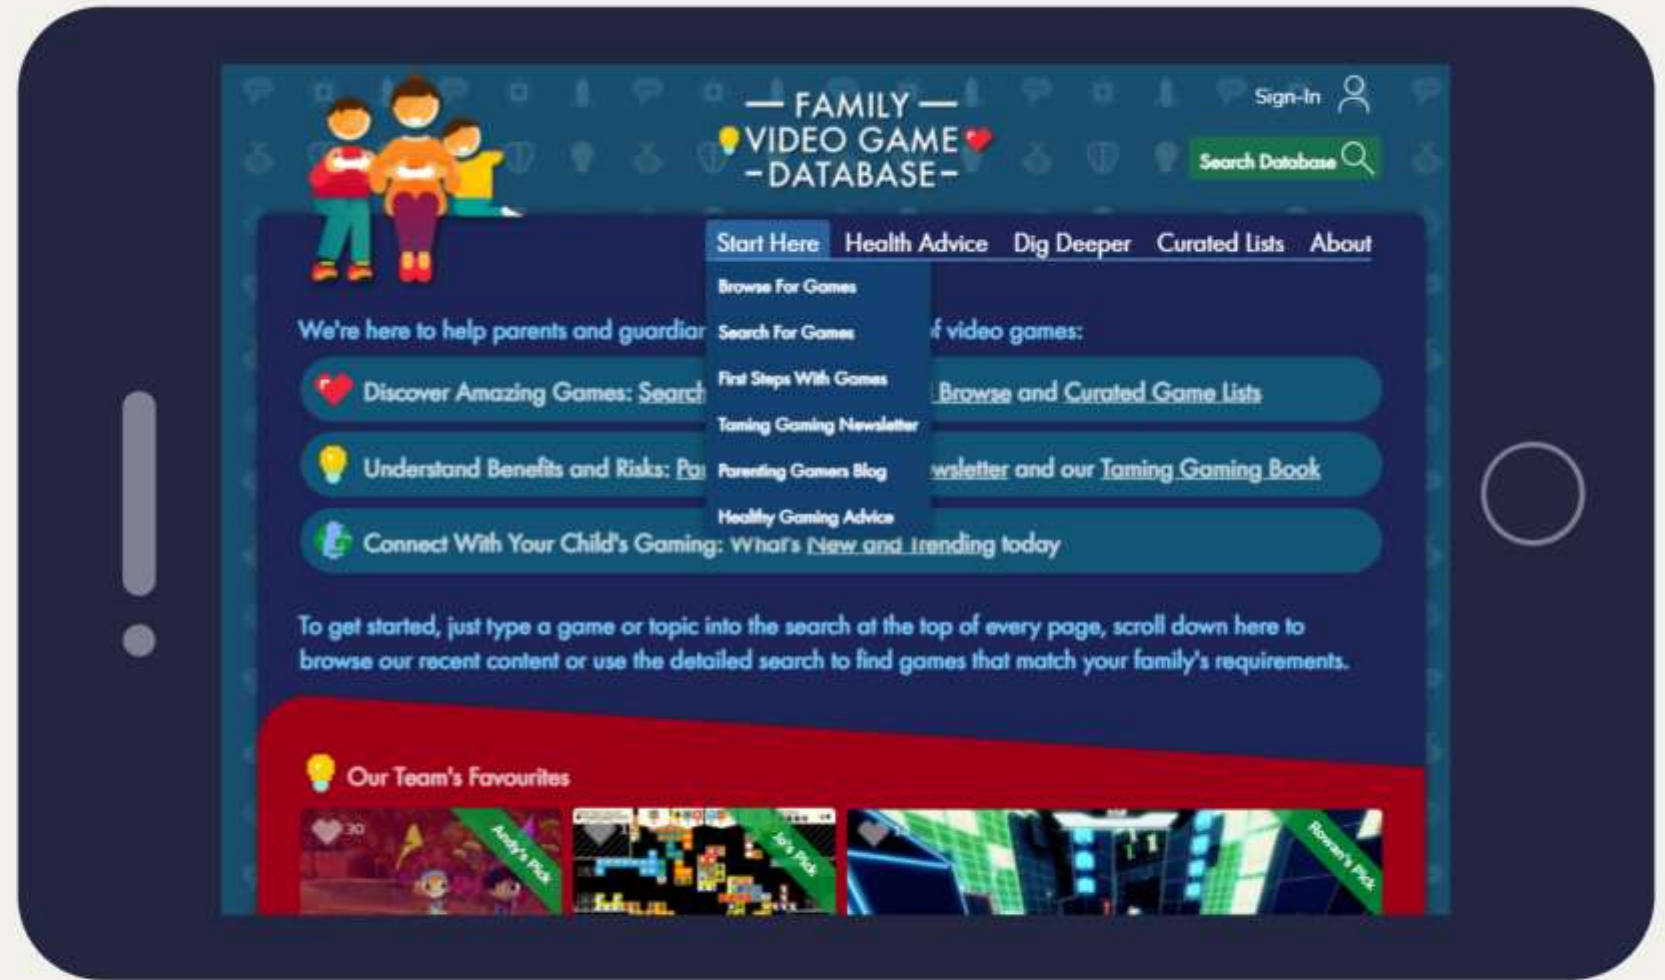 FAMILY
VIDEO GAME
DATABASE
Sign-In
Search Database
Start Here Health Advice Dig Deeper Curated Lists About
Browse For Games
Search For Games
First Steps With Games
Taming Gaming Newsletter
Parenting Gamers Blog
Healthy Gaming Advice
We're here to help parents and guardian f video games:
Discover Amazing Games: Search Browse and Curated Game Lists
Understand Benefits and Risks: Par wsletter and our Taming Gaming Book
Connect With Your Child's Gaming: What's New and Trending today
To get started, just type a game or topic into the search at the top of every page, scroll down here to
browse our recent content or use the detailed search to find games that match your family's requirements.
Our Team's Favourites
30
Andy's Pick
Jo's Pick
Rowan's Pick